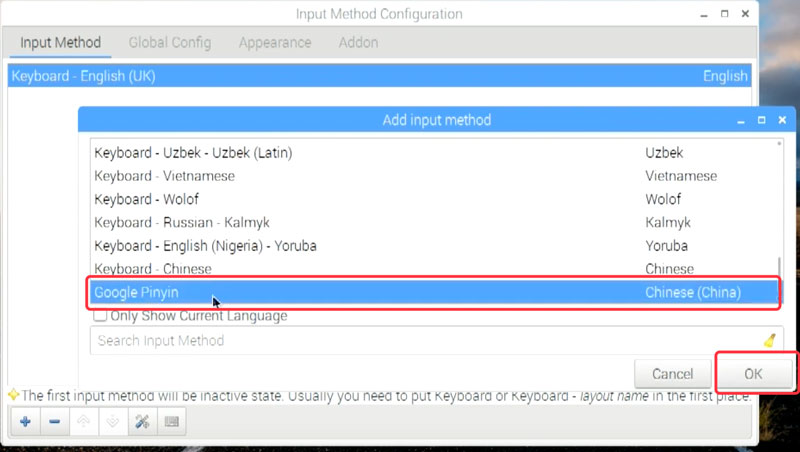 Input Method Configuration
Input Method Global Config Appearance Addon
Keyboard - English (UK) English
Add input method
Keyboard - Uzbek - Uzbek (Latin) Uzbek
Keyboard - Vietnamese Vietnamese
Keyboard - Wolof Wolof
Keyboard - Russian - Kalmyk Kalmyk
Keyboard - English (Nigeria) - Yoruba Yoruba
Keyboard - Chinese Chinese
Google Pinyin Chinese (China)
Only Show Current Language
Search Input Method
Cancel OK
The first input method will be inactive state. Usually you need to put Keyboard or Keyboard - layout name in the first place.